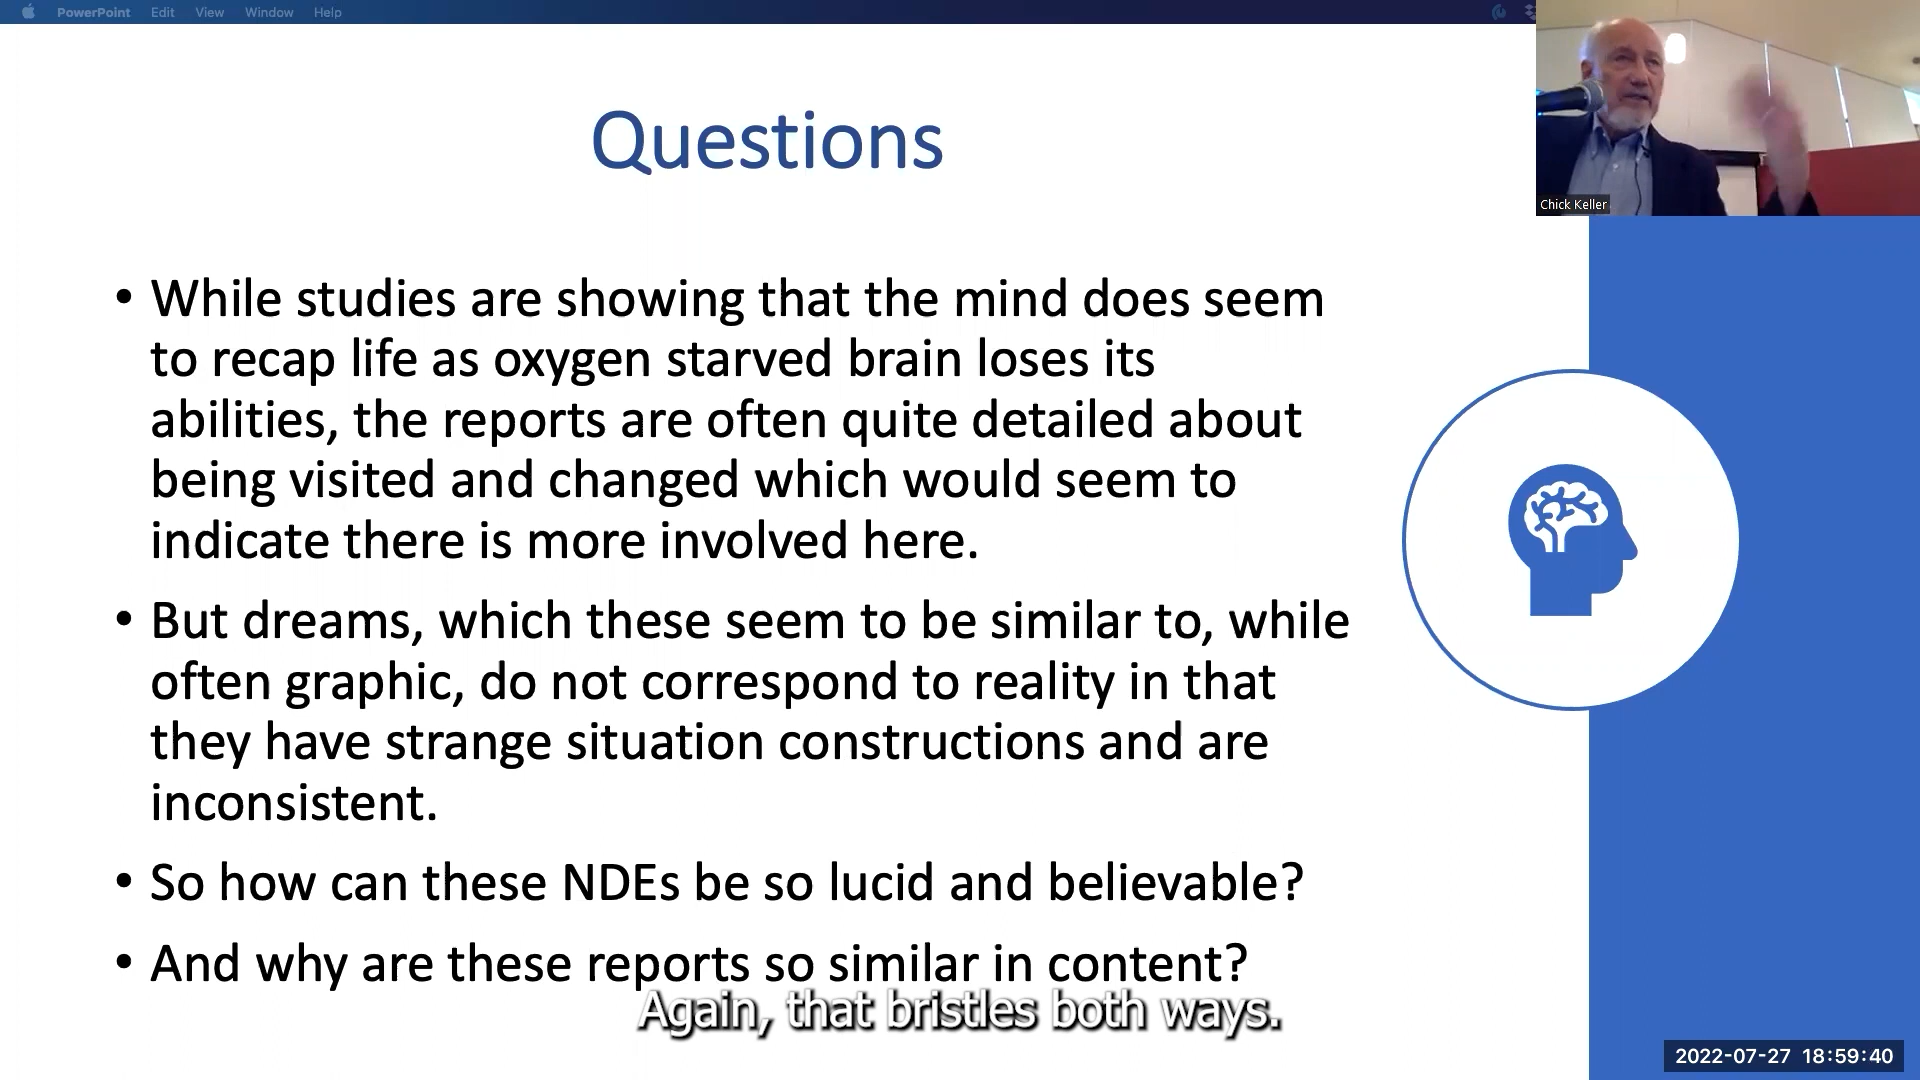 PowerPoint Edit View Window Help
Chick Keller
Questions
• While studies are showing that the mind does seem
to recap life as oxygen starved brain loses its
abilities, the reports are often quite detailed about
being visited and changed which would seem to
indicate there is more involved here.
• But dreams, which these seem to be similar to, while
often graphic, do not correspond to reality in that
they have strange situation constructions and are
inconsistent.
• So how can these NDEs be so lucid and believable?
• And why are these reports so similar in content?
Again, that bristles both ways.
2022-07-27 18:59:40